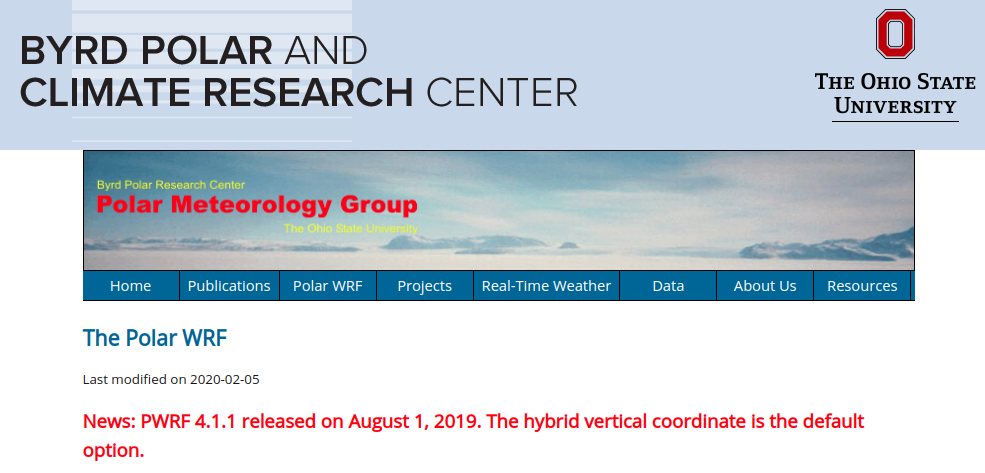 BYRD POLAR AND
CLIMATE RESEARCH CENTER
THE OHIO STATE
UNIVERSITY
Byrd Polar Research Center
Polar Meteorology Group
The Ohio State University
Home Publications Polar WRF Projects Real-Time Weather Data About Us Resources
The Polar WRF
Last modified on 2020-02-05
News: PWRF 4.1.1 released on August 1, 2019. The hybrid vertical coordinate is the default
option.